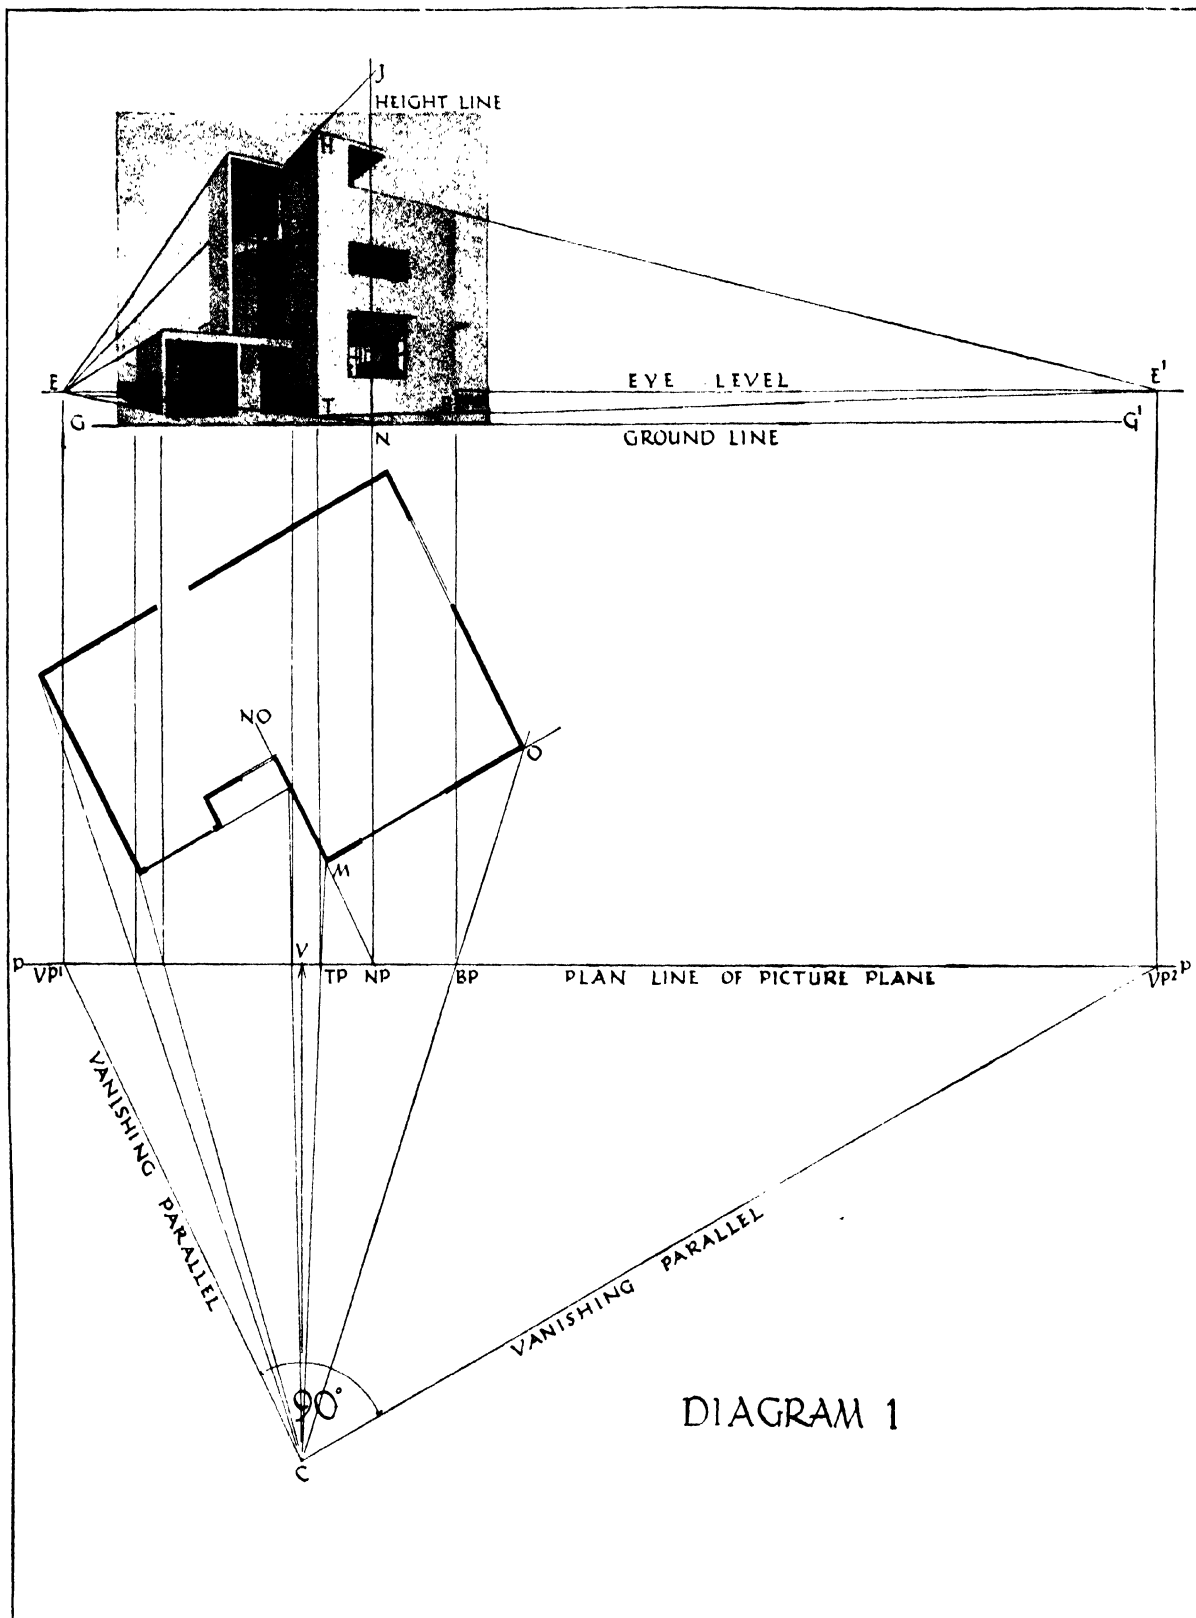 J
HEIGHT LINE
H
E
EYE LEVEL
E'
G
T
N
GROUND LINE
G'
NO
O
M
V
P
VP1
TP
NP
BP
PLAN LINE OF PICTURE PLANE
VP2
P
VANISHING PARALLEL
VANISHING PARALLEL
90°
C
DIAGRAM 1